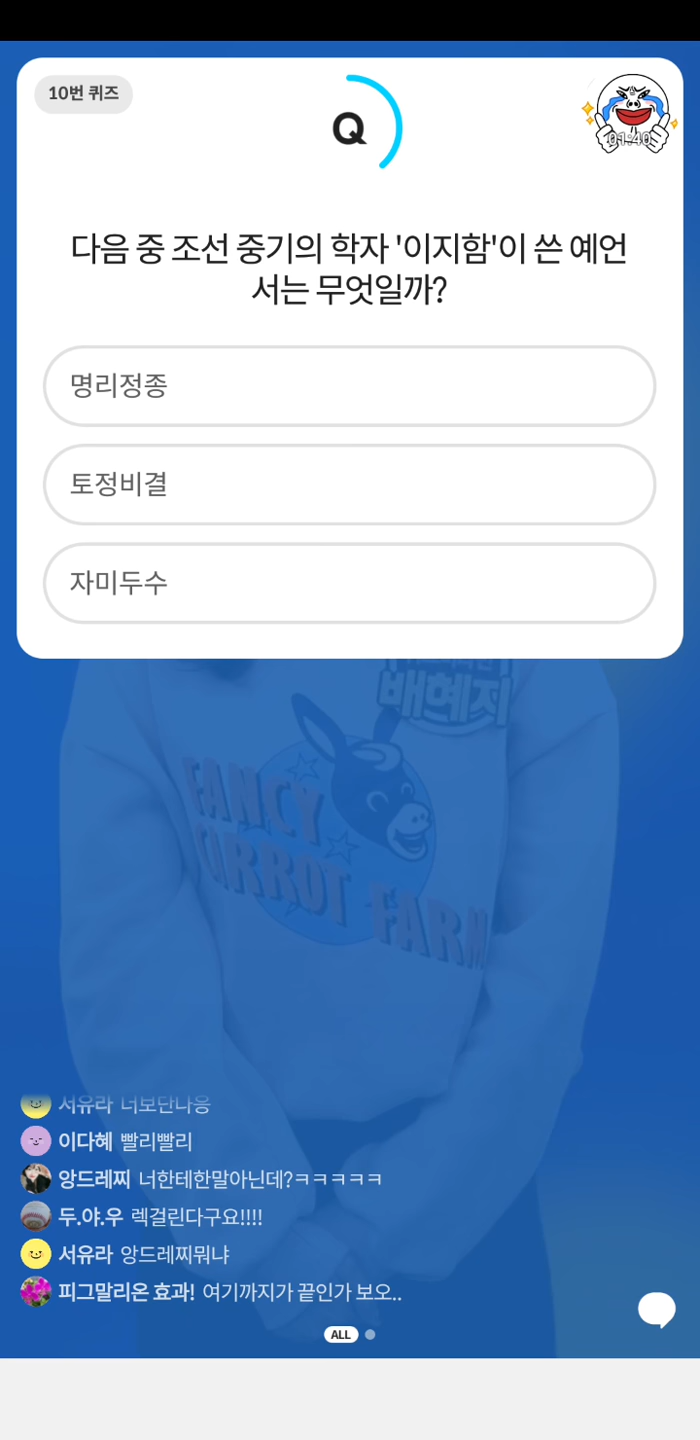 10번 퀴즈
Q
01:40
다음 중 조선 중기의 학자 '이지함'이 쓴 예언
서는 무엇일까?
명리정종
토정비결
자미두수
배혜지
FANCY
CARROT FARM
서유라 너보단나응
이다혜 빨리빨리
앙드레찌 너한테한말아닌데?ㅋㅋㅋㅋㅋ
두.야.우 렉걸린다구요!!!!
서유라 앙드레찌뭐냐
피그말리온 효과! 여기까지가 끝인가 보오..
ALL